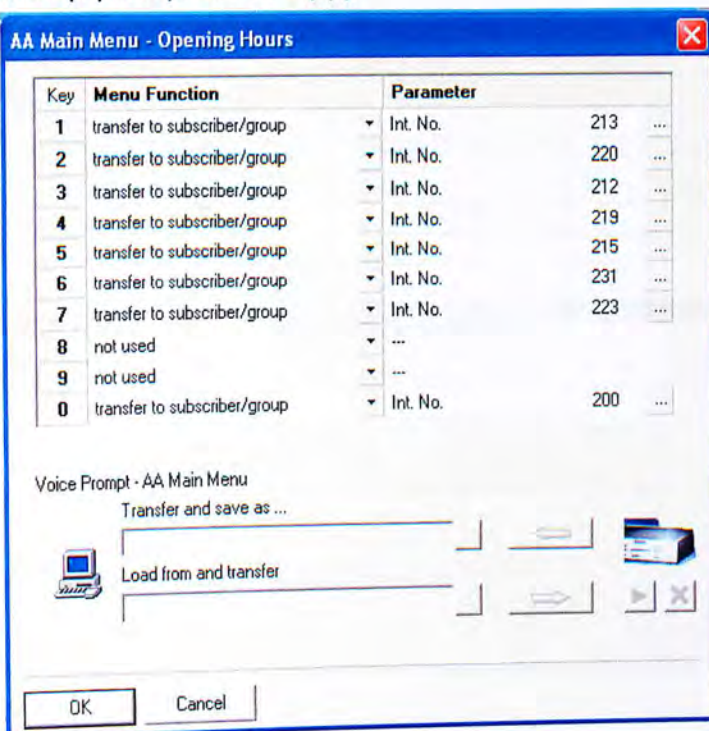 AA Main Menu - Opening Hours
Key Menu Function Parameter
1 transfer to subscriber/group Int. No. 213 ...
2 transfer to subscriber/group Int. No. 220 ...
3 transfer to subscriber/group Int. No. 212 ...
4 transfer to subscriber/group Int. No. 219 ...
5 transfer to subscriber/group Int. No. 215 ...
6 transfer to subscriber/group Int. No. 231 ...
7 transfer to subscriber/group Int. No. 223 ...
8 not used ---
9 not used ---
0 transfer to subscriber/group Int. No. 200 ...
Voice Prompt - AA Main Menu
Transfer and save as ...
Load from and transfer
OK Cancel